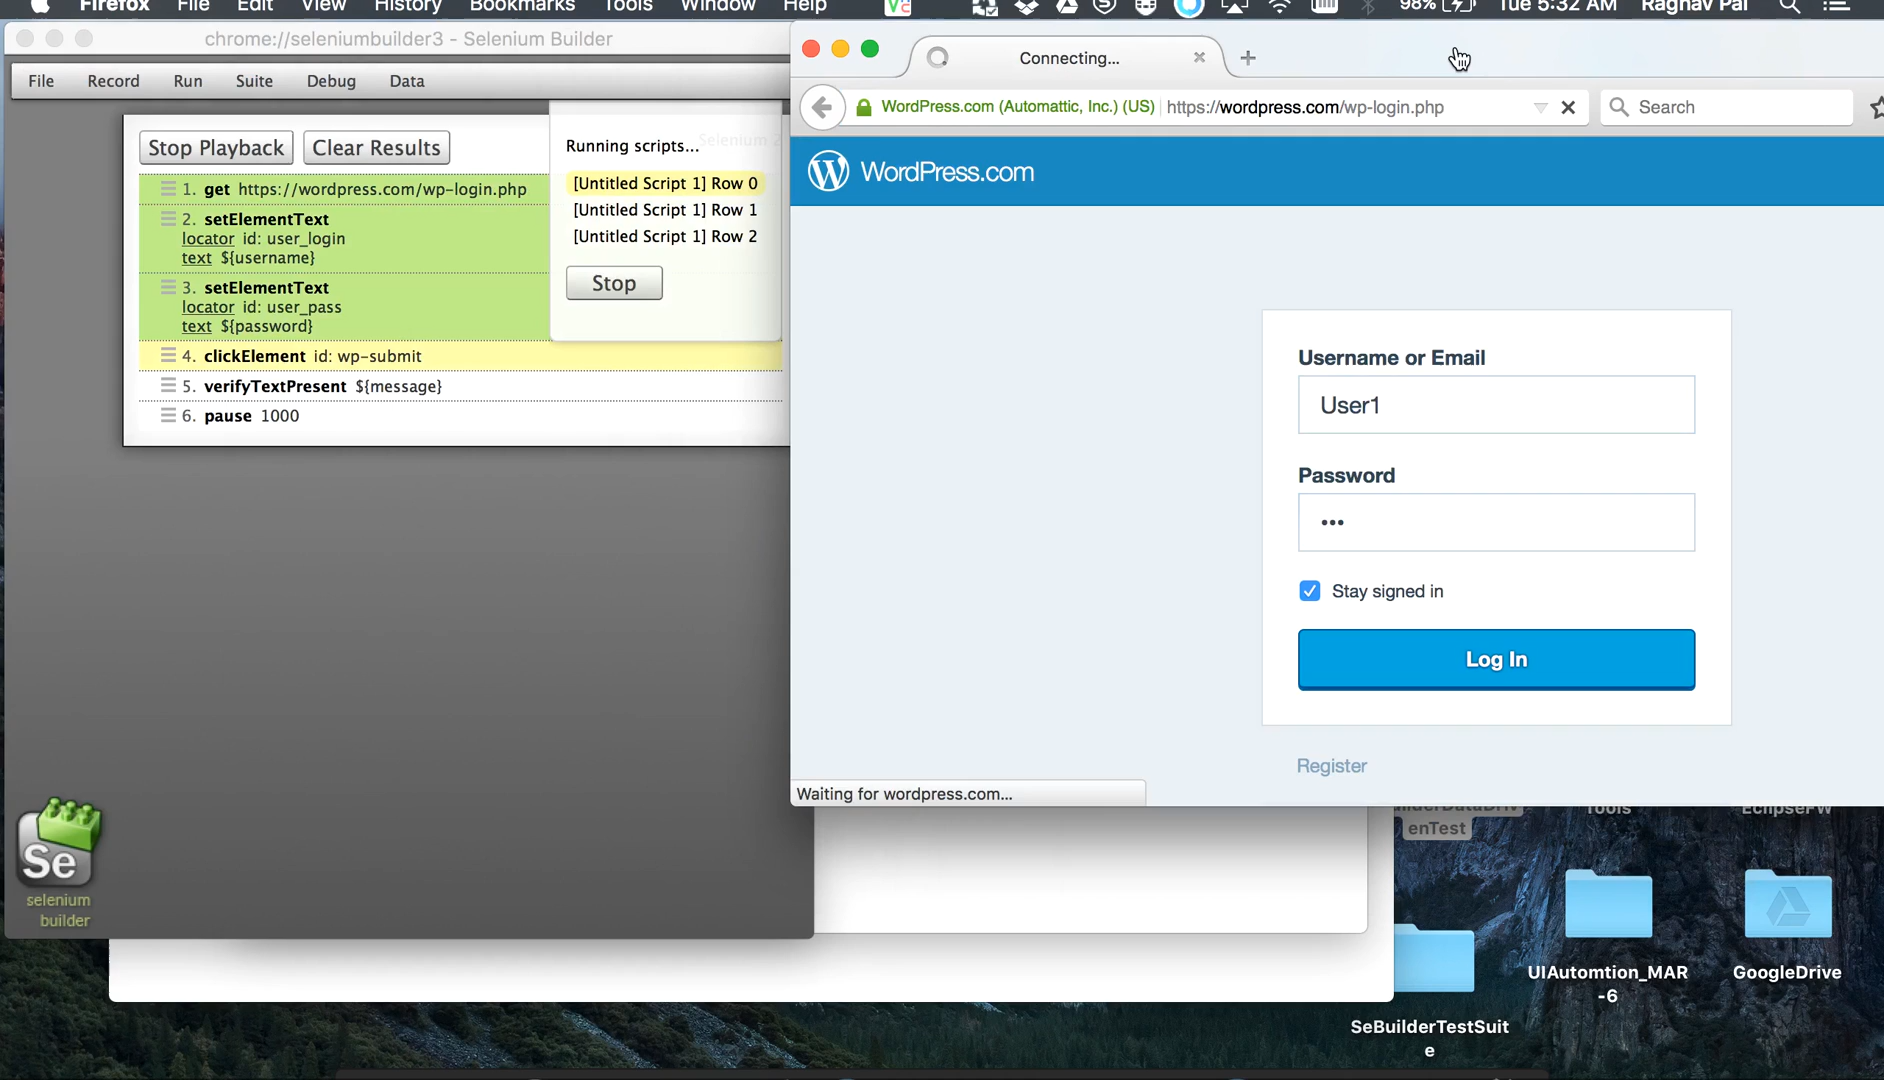 Firefox File Edit View History Bookmarks Tools Window Help 98% Tue 5:32 AM Raghav Pal
chrome://seleniumbuilder3 - Selenium Builder
File Record Run Suite Debug Data
Stop Playback Clear Results
1. get https://wordpress.com/wp-login.php
2. setElementText
locator id: user_login
text ${username}
3. setElementText
locator id: user_pass
text ${password}
4. clickElement id: wp-submit
5. verifyTextPresent ${message}
6. pause 1000
Selenium 2
Running scripts...
[Untitled Script 1] Row 0
[Untitled Script 1] Row 1
[Untitled Script 1] Row 2
Stop
Se
selenium
builder
Connecting...
WordPress.com (Automattic, Inc.) (US) https://wordpress.com/wp-login.php
Search
WordPress.com
Username or Email
User1
Password
•••
Stay signed in
Log In
Register
Waiting for wordpress.com...
enTest
Tools
EclipseFW
UIAutomtion_MAR
-6
GoogleDrive
SeBuilderTestSuit
e